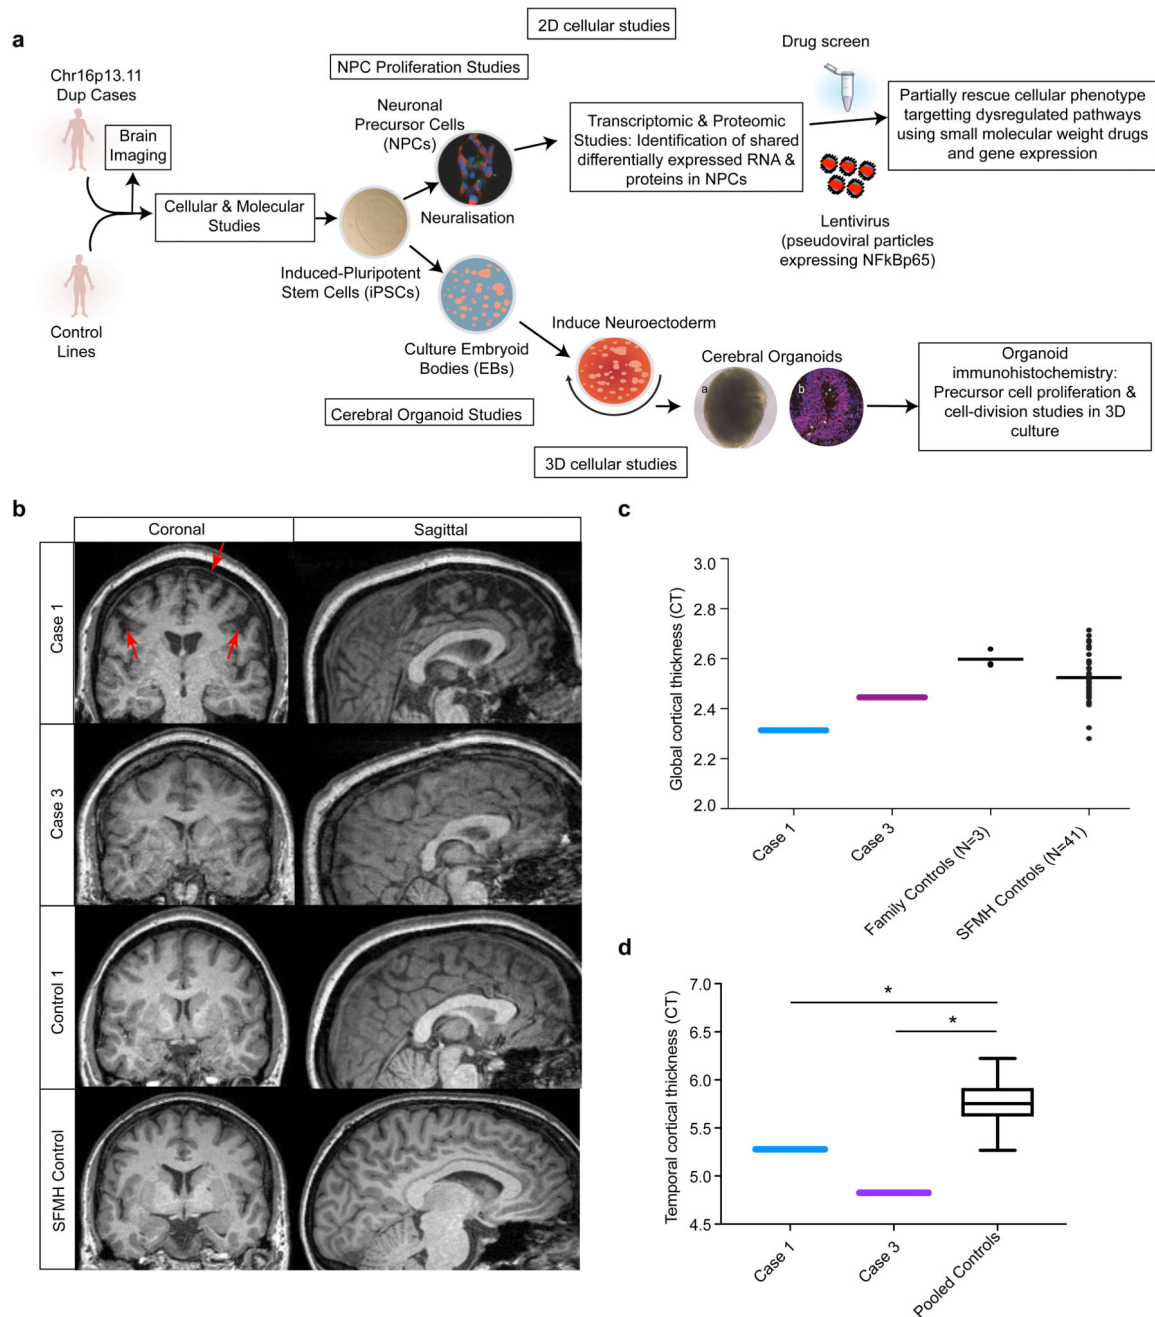 a
2D cellular studies
Drug screen
Chr16p13.11
Dup Cases
NPC Proliferation Studies
Brain
Imaging
Neuronal
Precursor Cells
(NPCs)
Transcriptomic & Proteomic
Studies: Identification of shared
differentially expressed RNA &
proteins in NPCs
Partially rescue cellular phenotype
targetting dysregulated pathways
using small molecular weight drugs
and gene expression
Cellular & Molecular
Studies
Neuralisation
Lentivirus
(pseudoviral particles
expressing NFkBp65)
Induced-Pluripotent
Stem Cells (iPSCs)
Control
Lines
Culture Embryoid
Bodies (EBs)
Induce Neuroectoderm
Cerebral Organoids
a
b
Organoid
immunohistochemistry:
Precursor cell proliferation &
cell-division studies in 3D
culture
Cerebral Organoid Studies
3D cellular studies
b
Coronal
Sagittal
Case 1
Case 3
Control 1
SFMH Control
c
Global cortical thickness (CT)
3.0
2.8
2.6
2.4
2.2
2.0
Case 1
Case 3
Family Controls (N=3)
SFMH Controls (N=41)
d
Temporal cortical thickness (CT)
7.0
6.5
6.0
5.5
5.0
4.5
*
*
Case 1
Case 3
Pooled Controls